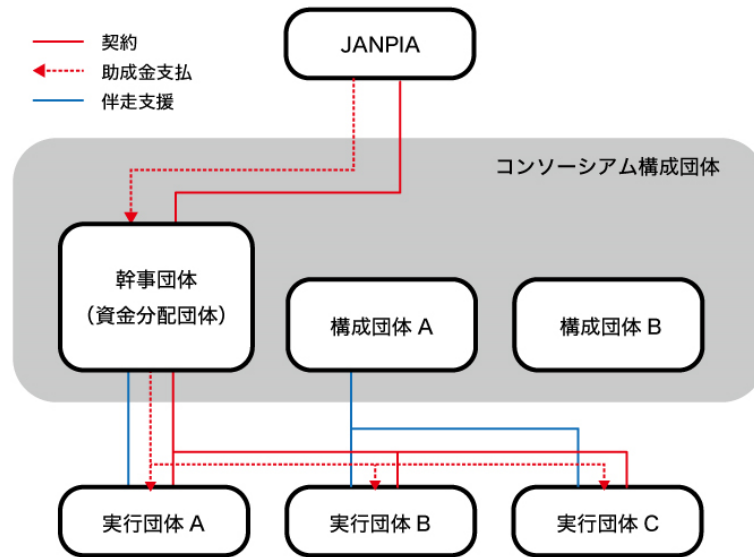 契約
助成金支払
伴走支援
JANPIA
コンソーシアム構成団体
幹事団体
（資金分配団体）
構成団体 A
構成団体 B
実行団体 A
実行団体 B
実行団体 C